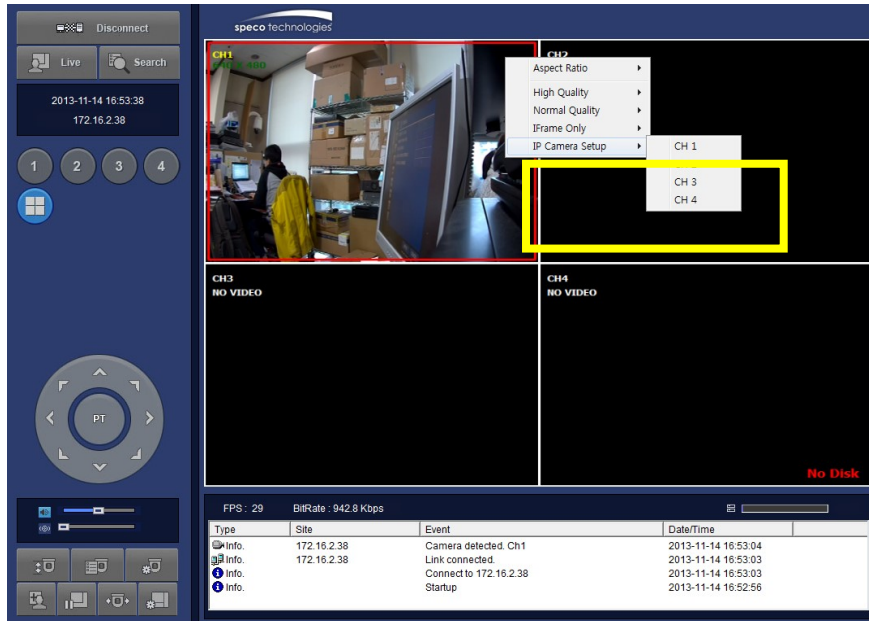 Disconnect
speco technologies
Live
Search
2013-11-14 16:53:38
172.16.2.38
1
2
3
4
CH1
640 X 480
CH2
Aspect Ratio
High Quality
Normal Quality
IFrame Only
IP Camera Setup
CH 1
CH 3
CH 4
CH3
NO VIDEO
CH4
NO VIDEO
PT
No Disk
FPS : 29 BitRate : 942.8 Kbps
Type Site Event Date/Time
Info. 172.16.2.38 Camera detected. Ch1 2013-11-14 16:53:04
Info. 172.16.2.38 Link connected. 2013-11-14 16:53:03
Info. Connect to 172.16.2.38 2013-11-14 16:53:03
Info. Startup 2013-11-14 16:52:56